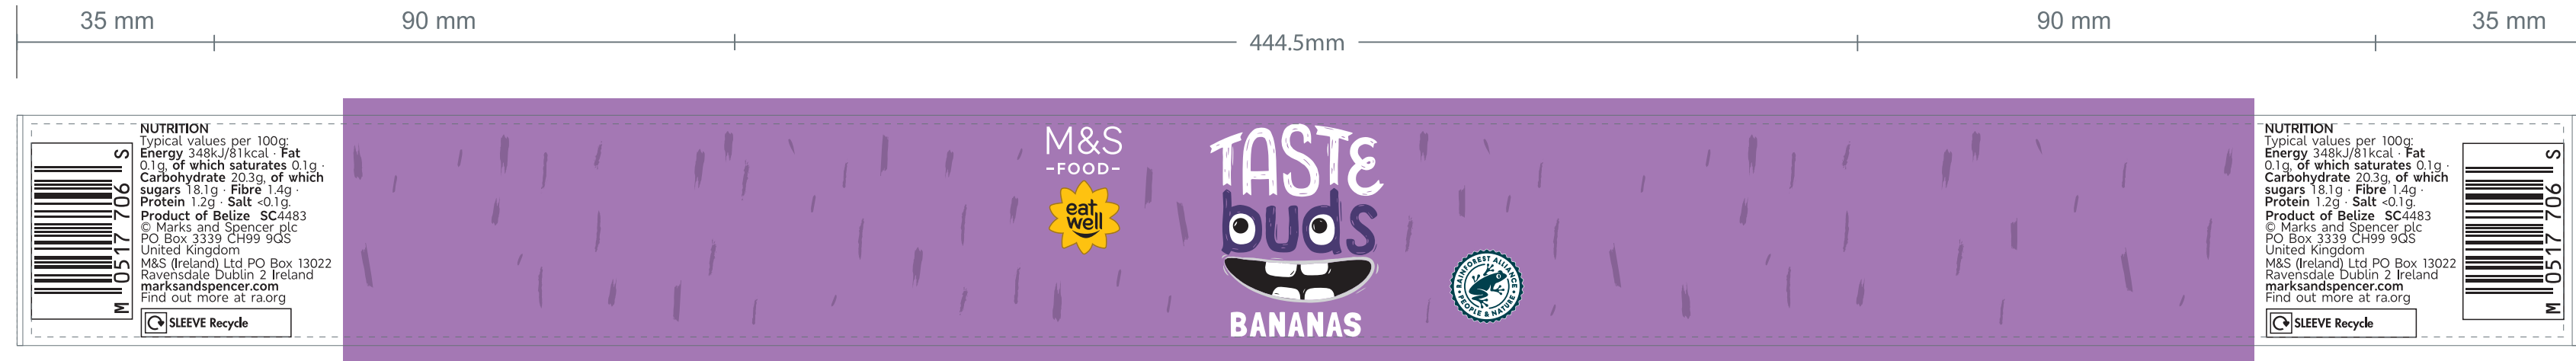 35 mm
90 mm
444.5mm
90 mm
35 mm
M 0517 706 S
NUTRITION
Typical values per 100g:
Energy 348kJ/81kcal · Fat
0.1g, of which saturates 0.1g ·
Carbohydrate 20.3g, of which
sugars 18.1g · Fibre 1.4g ·
Protein 1.2g · Salt <0.1g.
Product of Belize SC4483
© Marks and Spencer plc
PO Box 3339 CH99 9QS
United Kingdom
M&S (Ireland) Ltd PO Box 13022
Ravensdale Dublin 2 Ireland
marksandspencer.com
Find out more at ra.org
SLEEVE Recycle
M&S
-FOOD-
eat
well
TASTE
buds
BANANAS
RAINFOREST ALLIANCE
PEOPLE & NATURE
NUTRITION
Typical values per 100g:
Energy 348kJ/81kcal · Fat
0.1g, of which saturates 0.1g ·
Carbohydrate 20.3g, of which
sugars 18.1g · Fibre 1.4g ·
Protein 1.2g · Salt <0.1g.
Product of Belize SC4483
© Marks and Spencer plc
PO Box 3339 CH99 9QS
United Kingdom
M&S (Ireland) Ltd PO Box 13022
Ravensdale Dublin 2 Ireland
marksandspencer.com
Find out more at ra.org
SLEEVE Recycle
M 0517 706 S